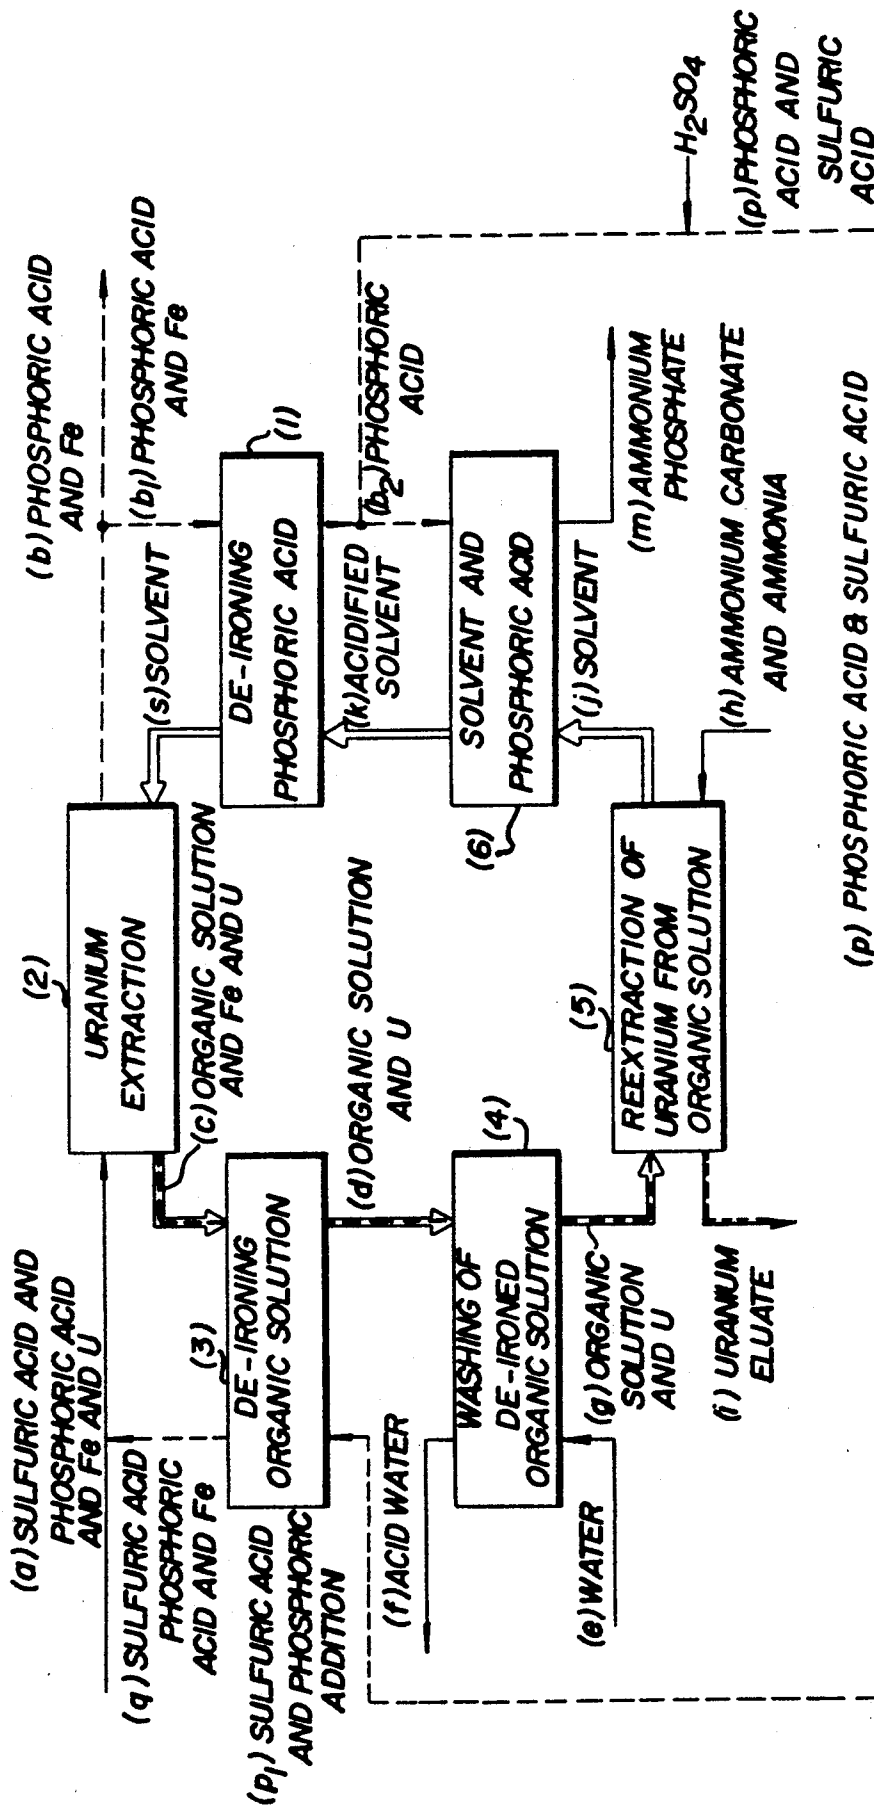 (a) SULFURIC ACID AND
PHOSPHORIC ACID
AND Fe AND U
(q) SULFURIC ACID
PHOSPHORIC
ACID AND Fe
(p1) SULFURIC ACID
AND PHOSPHORIC
ADDITION
(2)
URANIUM
EXTRACTION
(b) PHOSPHORIC ACID
AND Fe
(b1) PHOSPHORIC ACID
AND Fe
(s) SOLVENT
(c) ORGANIC SOLUTION
AND Fe AND U
(3)
DE-IRONING
ORGANIC SOLUTION
(1)
DE-IRONING
PHOSPHORIC ACID
(d) ORGANIC SOLUTION
AND U
(k) ACIDIFIED
SOLVENT
(b2) PHOSPHORIC
ACID
(f) ACID WATER
(4)
WASHING OF
DE-IRONED
ORGANIC SOLUTION
(6)
SOLVENT AND
PHOSPHORIC ACID
H2SO4
(p) PHOSPHORIC
ACID AND
SULFURIC
ACID
(e) WATER
(g) ORGANIC
SOLUTION
AND U
(j) SOLVENT
(m) AMMONIUM
PHOSPHATE
(5)
REEXTRACTION OF
URANIUM FROM
ORGANIC SOLUTION
(i) URANIUM
ELUATE
(h) AMMONIUM CARBONATE
AND AMMONIA
(p) PHOSPHORIC ACID & SULFURIC ACID